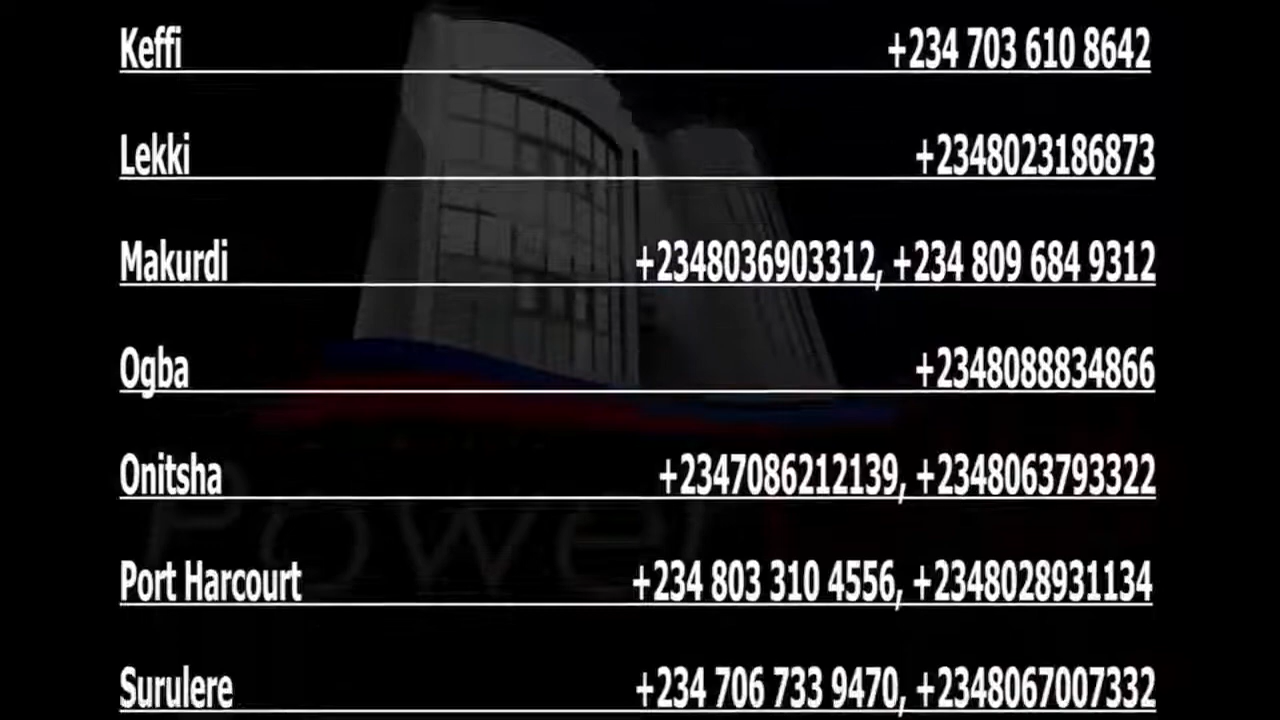 Keffi +234 703 610 8642
Lekki +2348023186873
Makurdi +2348036903312, +234 809 684 9312
Ogba +2348088834866
Onitsha +2347086212139, +2348063793322
Power
Port Harcourt +234 803 310 4556, +2348028931134
Surulere +234 706 733 9470, +2348067007332